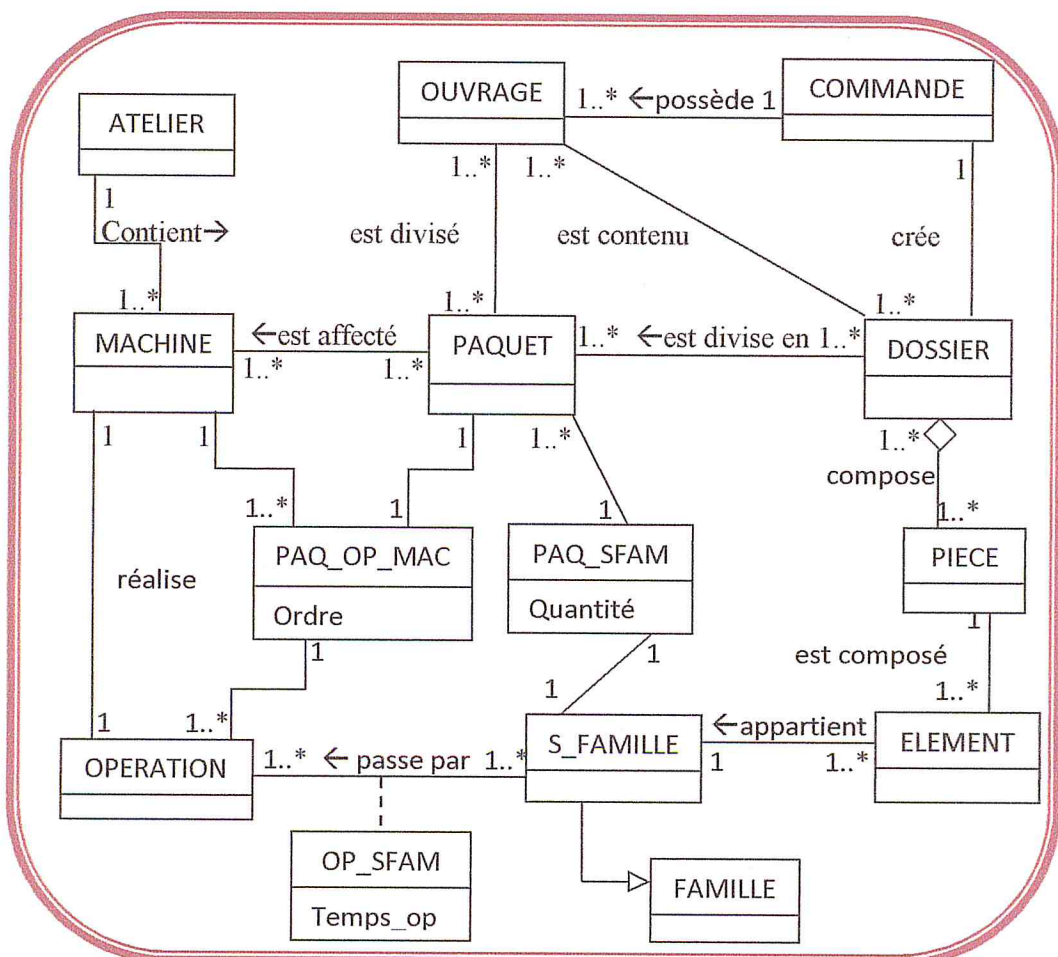 OUVRAGE
1..* ←possède 1
COMMANDE
ATELIER
1..* 1..*
1
1
Contient→
est divisé
est contenu
crée
1..*
1..*
1..*
MACHINE
←est affecté
PAQUET
1..* ←est divise en 1..*
DOSSIER
1..* 1..*
1
1
1
1..*
1..*
compose
1..*
1
1
1..*
PAQ_OP_MAC
PAQ_SFAM
PIECE
réalise
Ordre
Quantité
1
1
1
est composé
1
1..*
1
1..*
S_FAMILLE
←appartient
ELEMENT
OPERATION
1..* ← passe par 1..*
1
1..*
OP_SFAM
Temps_op
FAMILLE